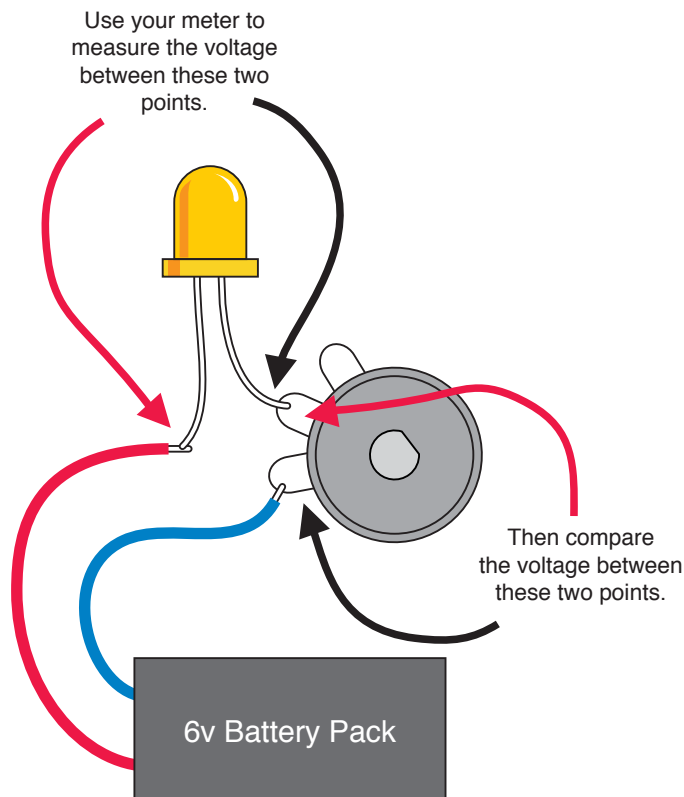 Use your meter to
measure the voltage
between these two
points.
Then compare
the voltage between
these two points.
6v Battery Pack